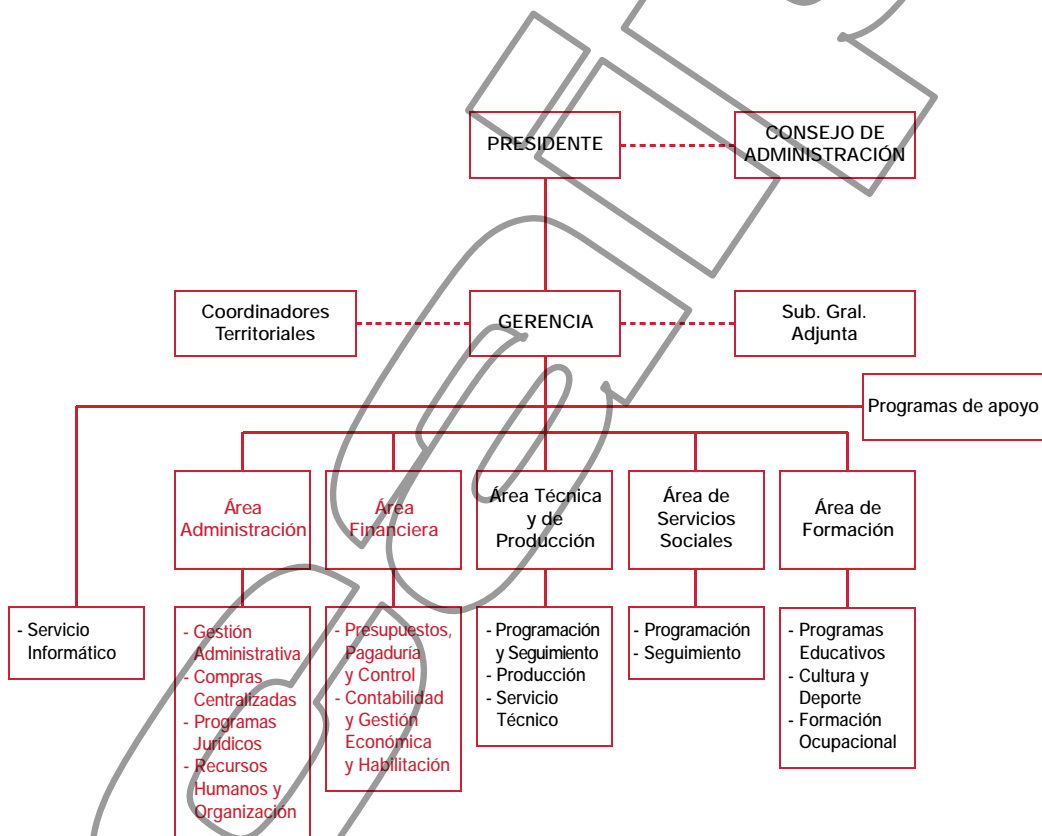 PRESIDENTE
CONSEJO DE
ADMINISTRACIÓN
Coordinadores
Territoriales
GERENCIA
Sub. Gral.
Adjunta
Programas de apoyo
Área
Administración
Área
Financiera
Área Técnica
y de
Producción
Área de
Servicios
Sociales
Área de
Formación
- Servicio
Informático
- Gestión
Administrativa
- Compras
Centralizadas
- Programas
Jurídicos
- Recursos
Humanos y
Organización
- Presupuestos,
Pagaduría
y Control
- Contabilidad
y Gestión
Económica
y Habilitación
- Programación
y Seguimiento
- Producción
- Servicio
Técnico
- Programación
- Seguimiento
- Programas
Educativos
- Cultura y
Deporte
- Formación
Ocupacional